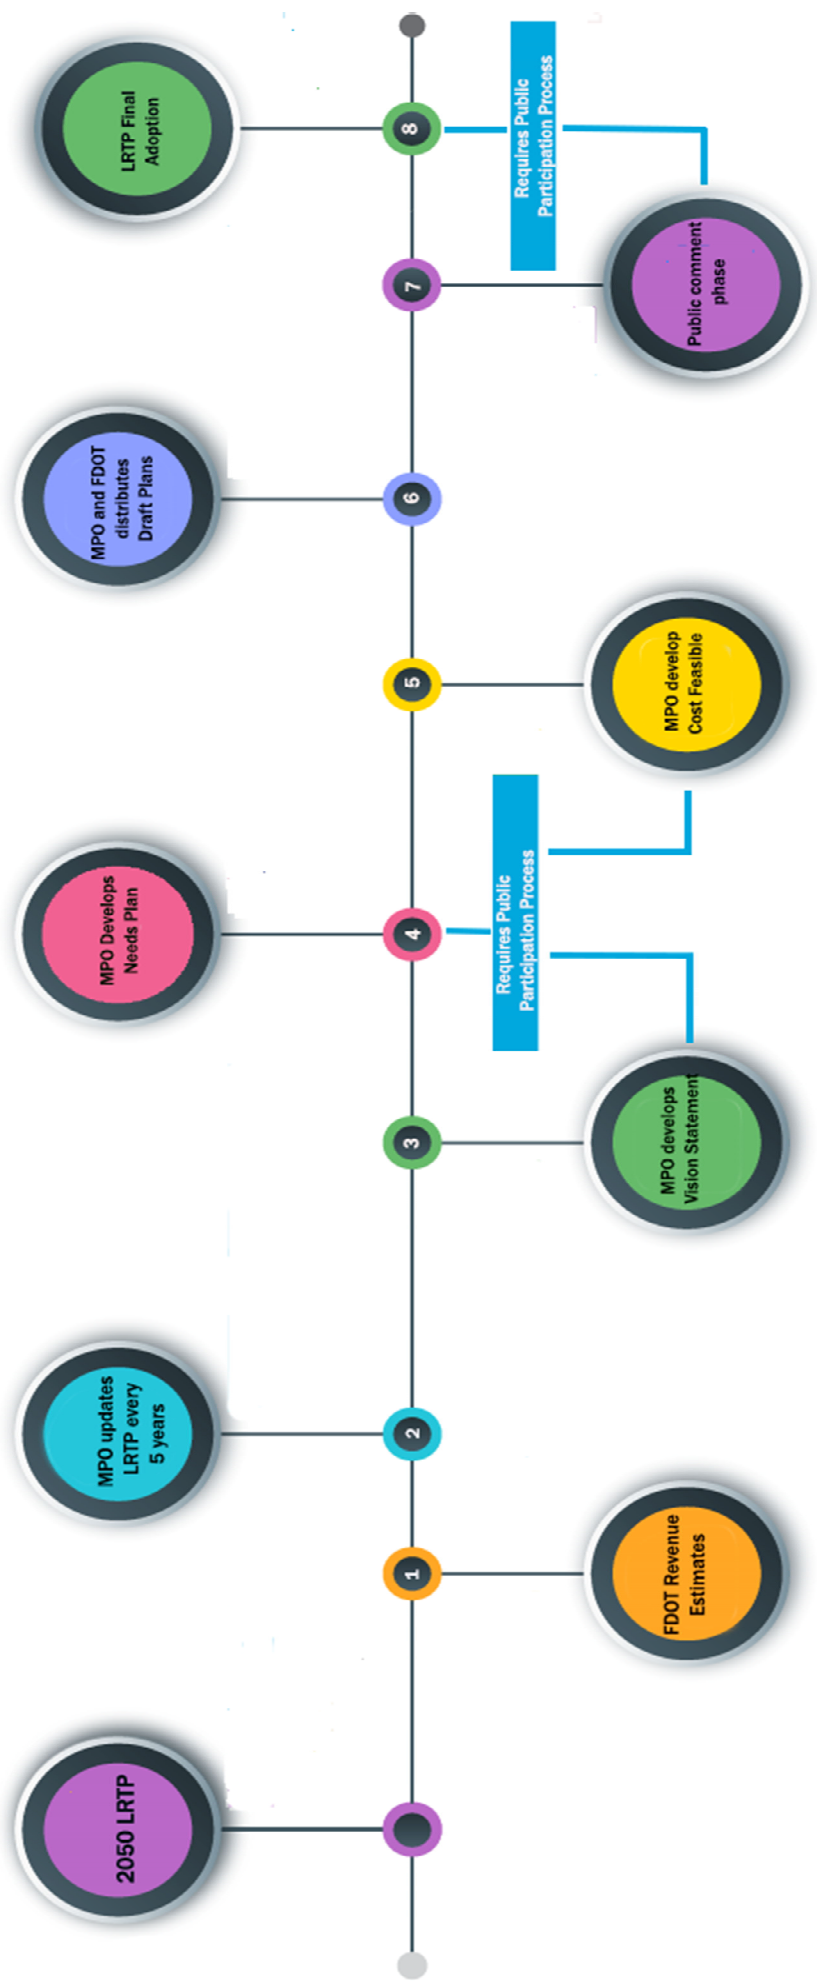 2050 LRTP
1
FDOT Revenue
Estimates
2
MPO updates
LRTP every
5 years
3
MPO develops
Vision Statement
4
MPO Develops
Needs Plan
Requires Public
Participation Process
5
MPO develop
Cost Feasible
6
MPO and FDOT
distributes
Draft Plans
7
Public comment
phase
8
LRTP Final
Adoption
Requires Public
Participation Process